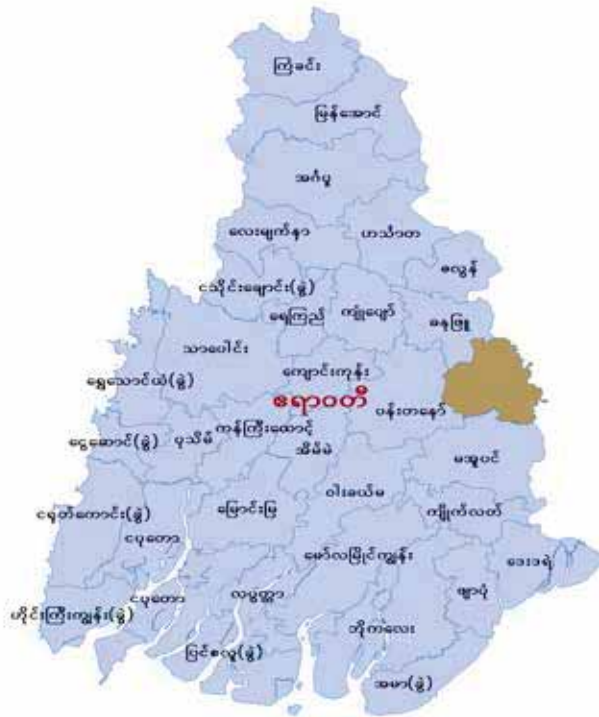 ကြံခင်း
မြန်အောင်
အင်္ဂပူ
လေးမျက်နှာ
ဟင်္သာတ
ဇလွန်
ငသိုင်းချောင်း(ခွဲ)
ရေကြည်
ကျုံပျော်
ဓနုဖြူ
သာပေါင်း
ကျောင်းကုန်း
ရွှေသောင်ယံ(ခွဲ)
ဧရာဝတီ
ပန်းတနော်
ငွေဆောင်(ခွဲ)
ပုသိမ်
ကန်ကြီးထောင့်
အိမ်မဲ
မအူပင်
ဝါးခယ်မ
ငရုတ်ကောင်း(ခွဲ)
မြောင်းမြ
ကျိုက်လတ်
ငပုတော
မော်လမြိုင်ကျွန်း
ဒေးဒရဲ
ငပုတော
လပွတ္တာ
ဖျာပုံ
ဟိုင်းကြီးကျွန်း(ခွဲ)
ဘိုကလေး
ပြင်စလူ(ခွဲ)
အမာ(ခွဲ)